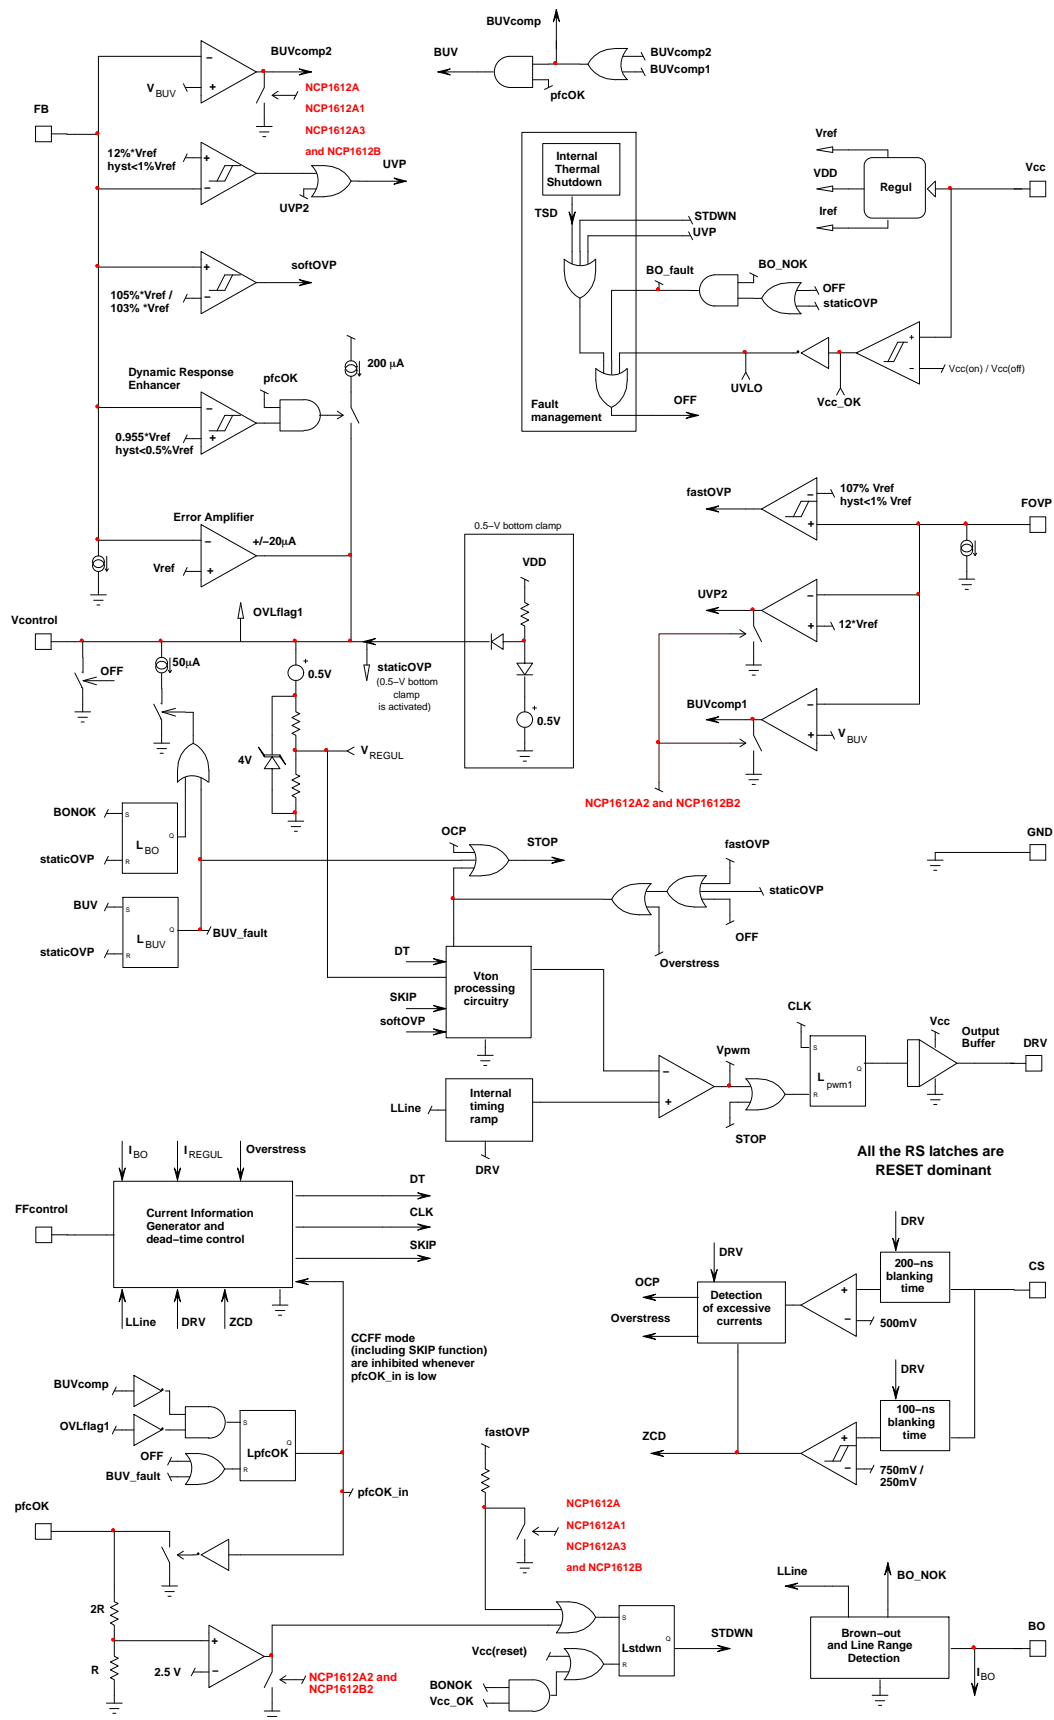 BUVcomp
BUVcomp2
BUV
BUVcomp2
BUVcomp1
pfcOK
VBUV
NCP1612A
NCP1612A1
NCP1612A3
and NCP1612B
FB
12%*Vref
hyst<1%Vref
UVP
UVP2
softOVP
105%*Vref /
103% *Vref
Internal
Thermal
Shutdown
TSD
STDWN
UVP
BO_fault
BO_NOK
OFF
staticOVP
Vref
VDD
Iref
Regul
Vcc
Vcc(on) / Vcc(off)
UVLO
Vcc_OK
Fault
management
OFF
Dynamic Response
Enhancer
pfcOK
200 µA
0.955*Vref
hyst<0.5%Vref
Error Amplifier
+/−20µA
Vref
fastOVP
107% Vref
hyst<1% Vref
FOVP
0.5−V bottom clamp
VDD
0.5V
UVP2
12*Vref
BUVcomp1
VBUV
NCP1612A2 and NCP1612B2
Vcontrol
OVLflag1
OFF
50µA
0.5V
staticOVP
(0.5−V bottom
clamp
is activated)
4V
VREGUL
BONOK
S
LBO
Q
staticOVP
R
BUV
S
LBUV
Q
staticOVP
R
BUV_fault
OCP
STOP
fastOVP
staticOVP
OFF
Overstress
GND
DT
Vton
processing
circuitry
SKIP
softOVP
CLK
Vcc
Output
Buffer
DRV
Vpwm
S
Lpwm1
Q
R
LLine
Internal
timing
ramp
DRV
STOP
All the RS latches are
RESET dominant
IBO
IREGUL
Overstress
FFcontrol
Current Information
Generator and
dead−time control
DT
CLK
SKIP
LLine
DRV
ZCD
CCFF mode
(including SKIP function)
are inhibited whenever
pfcOK_in is low
DRV
200−ns
blanking
time
CS
DRV
OCP
Detection
of excessive
currents
Overstress
500mV
DRV
100−ns
blanking
time
ZCD
750mV /
250mV
BUVcomp
OVLflag1
S
LpfcOK
Q
R
OFF
BUV_fault
pfcOK_in
pfcOK
fastOVP
NCP1612A
NCP1612A1
NCP1612A3
and NCP1612B
2R
R
2.5 V
NCP1612A2 and
NCP1612B2
Vcc(reset)
BONOK
Vcc_OK
S
Lstdwn
Q
R
STDWN
LLine
BO_NOK
Brown−out
and Line Range
Detection
BO
IBO